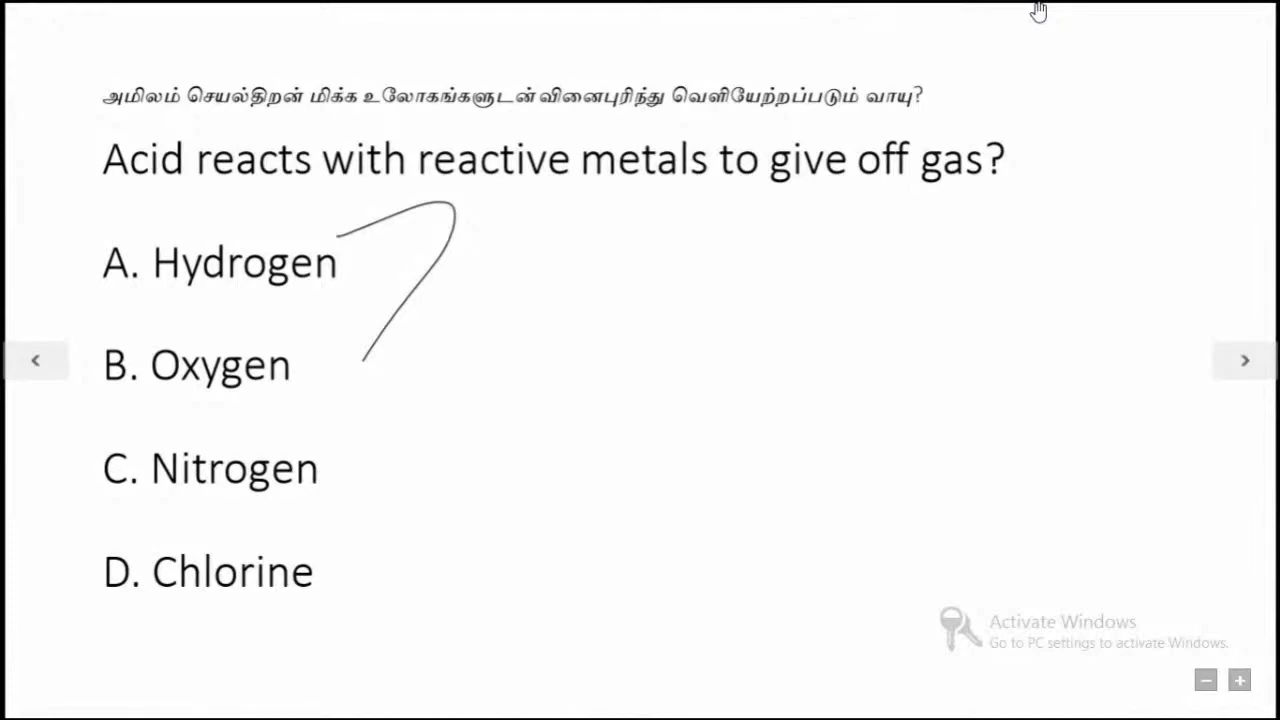 அமிலம் செயல்திறன் மிக்க உலோகங்களுடன் வினைபுரிந்து வெளியேற்றப்படும் வாயு?
Acid reacts with reactive metals to give off gas?
A. Hydrogen
B. Oxygen
C. Nitrogen
D. Chlorine
Activate Windows
Go to PC settings to activate Windows.